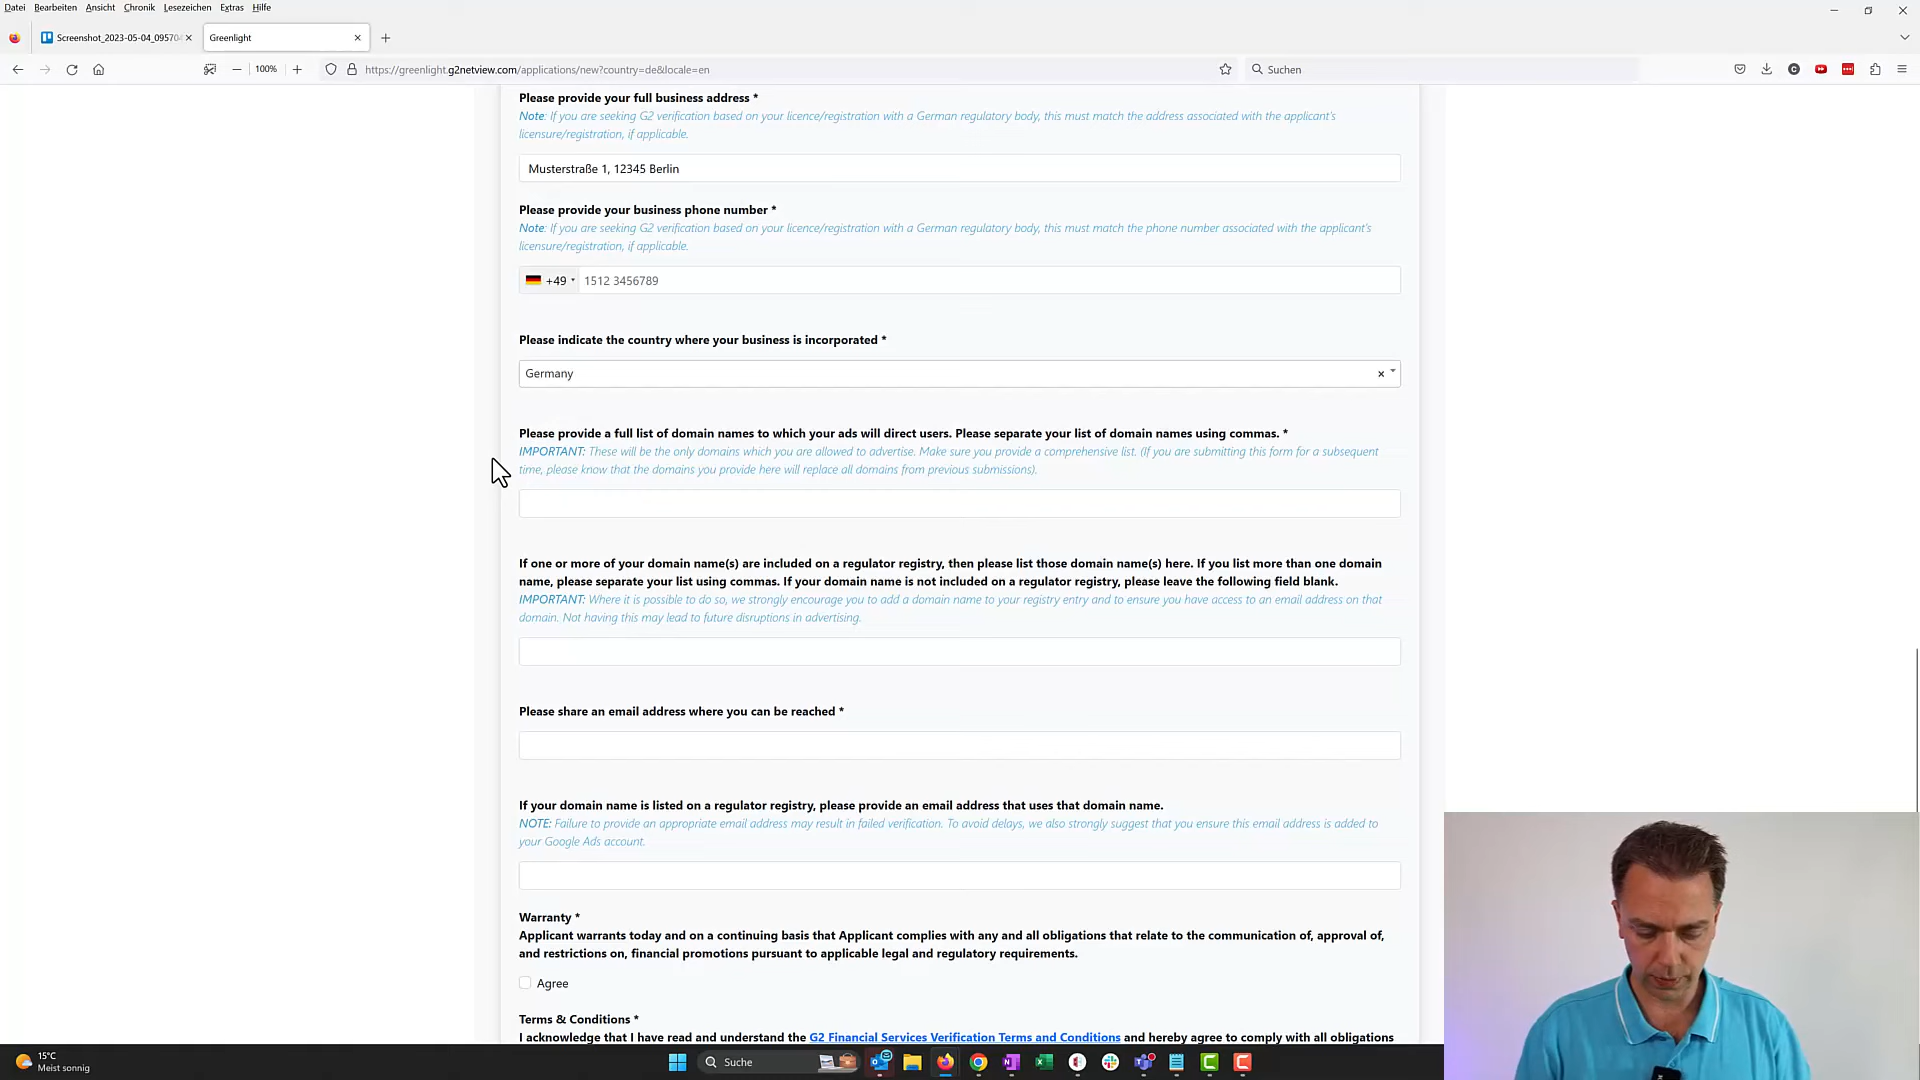 Datei Bearbeiten Ansicht Chronik Lesezeichen Extras Hilfe
Screenshot_2023-05-04_09570
Greenlight
100%
https://greenlight.g2netview.com/applications/new?country=de&locale=en
Suchen
Please provide your full business address *
Note: If you are seeking G2 verification based on your licence/registration with a German regulatory body, this must match the address associated with the applicant's
licensure/registration, if applicable.
Musterstraße 1, 12345 Berlin
Please provide your business phone number *
Note: If you are seeking G2 verification based on your licence/registration with a German regulatory body, this must match the phone number associated with the applicant's
licensure/registration, if applicable.
+49 1512 3456789
Please indicate the country where your business is incorporated *
Germany
Please provide a full list of domain names to which your ads will direct users. Please separate your list of domain names using commas. *
IMPORTANT: These will be the only domains which you are allowed to advertise. Make sure you provide a comprehensive list. (If you are submitting this form for a subsequent
time, please know that the domains you provide here will replace all domains from previous submissions).
If one or more of your domain name(s) are included on a regulator registry, then please list those domain name(s) here. If you list more than one domain
name, please separate your list using commas. If your domain name is not included on a regulator registry, please leave the following field blank.
IMPORTANT: Where it is possible to do so, we strongly encourage you to add a domain name to your registry entry and to ensure you have access to an email address on that
domain. Not having this may lead to future disruptions in advertising.
Please share an email address where you can be reached *
If your domain name is listed on a regulator registry, please provide an email address that uses that domain name.
NOTE: Failure to provide an appropriate email address may result in failed verification. To avoid delays, we also strongly suggest that you ensure this email address is added to
your Google Ads account.
Warranty *
Applicant warrants today and on a continuing basis that Applicant complies with any and all obligations that relate to the communication of, approval of,
and restrictions on, financial promotions pursuant to applicable legal and regulatory requirements.
Agree
Terms & Conditions *
I acknowledge that I have read and understand the G2 Financial Services Verification Terms and Conditions and hereby agree to comply with all obligations
15°C
Meist sonnig
Suche